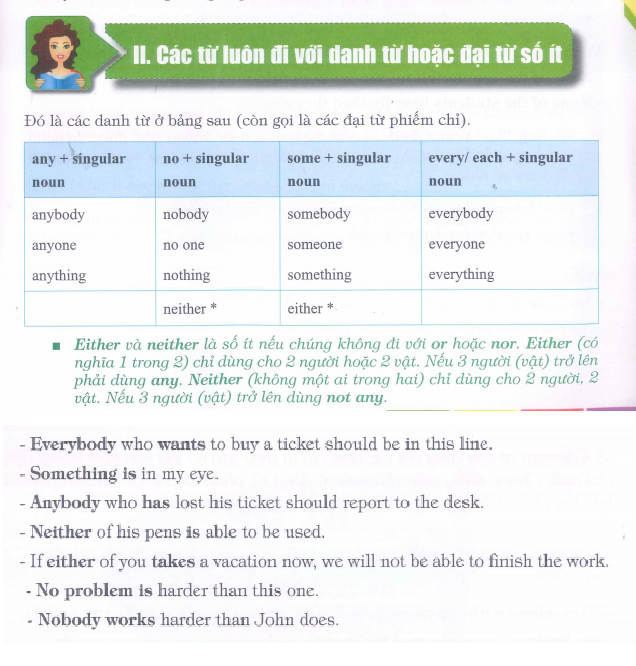 II. Các từ luôn đi với danh từ hoặc đại từ số ít
Đó là các danh từ ở bảng sau (còn gọi là các đại từ phiếm chỉ).
any + singular noun | no + singular noun | some + singular noun | every/ each + singular noun
anybody | nobody | somebody | everybody
anyone | no one | someone | everyone
anything | nothing | something | everything
neither * | either *
▪ Either và neither là số ít nếu chúng không đi với or hoặc nor. Either (có
nghĩa 1 trong 2) chỉ dùng cho 2 người hoặc 2 vật. Nếu 3 người (vật) trở lên
phải dùng any. Neither (không một ai trong hai) chỉ dùng cho 2 người, 2
vật. Nếu 3 người (vật) trở lên dùng not any.
- Everybody who wants to buy a ticket should be in this line.
- Something is in my eye.
- Anybody who has lost his ticket should report to the desk.
- Neither of his pens is able to be used.
- If either of you takes a vacation now, we will not be able to finish the work.
- No problem is harder than this one.
- Nobody works harder than John does.